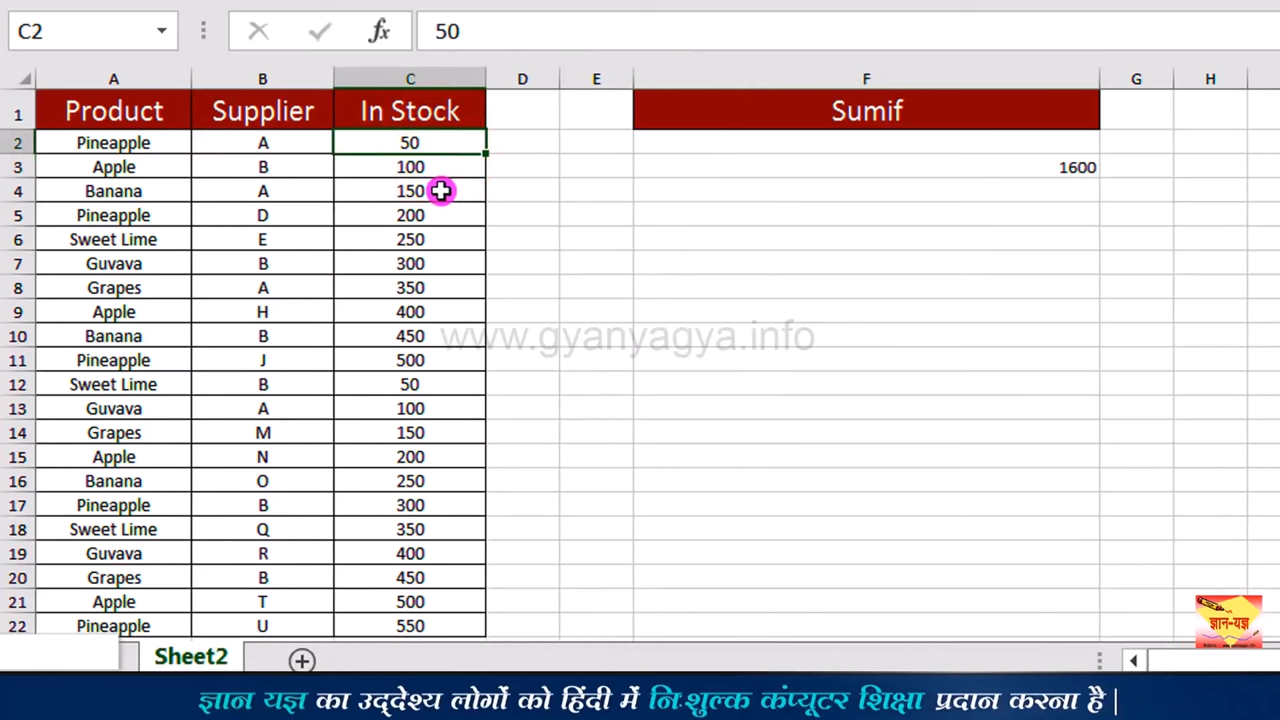 C2 fx 50
A B C D E F G H
1 Product Supplier In Stock Sumif
2 Pineapple A 50
3 Apple B 100 1600
4 Banana A 150
5 Pineapple D 200
6 Sweet Lime E 250
7 Guvava B 300
8 Grapes A 350
9 Apple H 400
10 Banana B 450
www.gyanyagya.info
11 Pineapple J 500
12 Sweet Lime B 50
13 Guvava A 100
14 Grapes M 150
15 Apple N 200
16 Banana O 250
17 Pineapple B 300
18 Sweet Lime Q 350
19 Guvava R 400
20 Grapes B 450
21 Apple T 500
22 Pineapple U 550
ज्ञान-यज्ञ
Sheet2
ज्ञान यज्ञ का उद्देश्य लोगों को हिंदी में निःशुल्क कंप्यूटर शिक्षा प्रदान करना है |